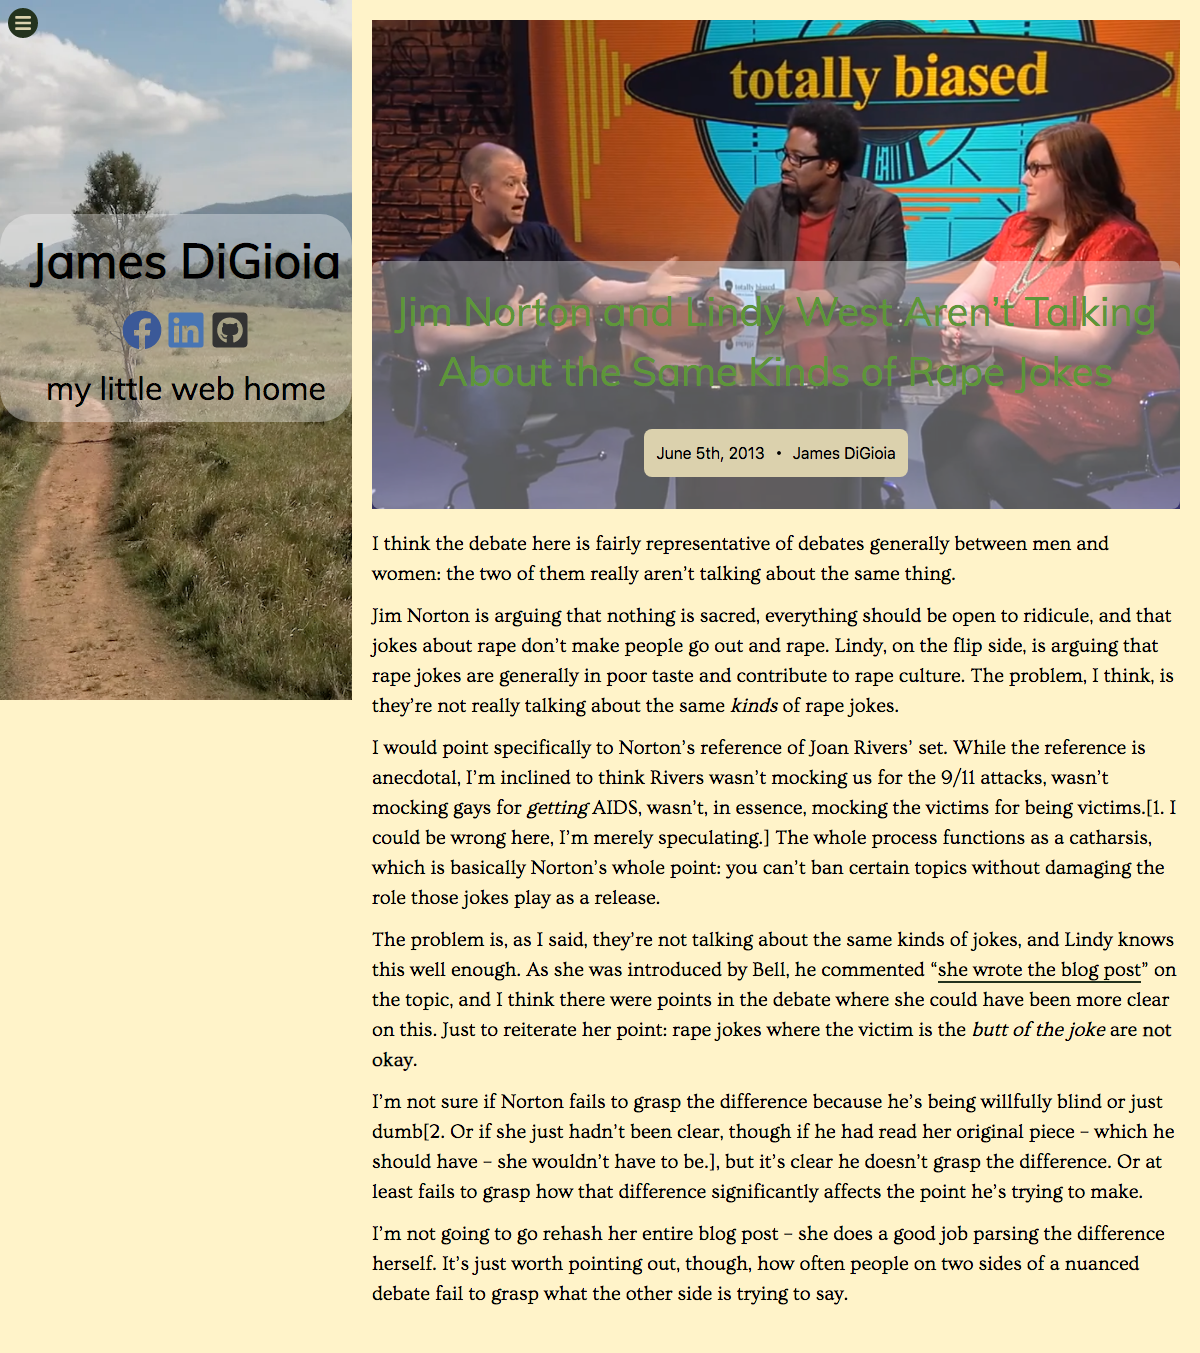 James DiGioia
my little web home
totally biased
totally biased
Jim Norton and Lindy West Aren’t Talking
About the Same Kinds of Rape Jokes
June 5th, 2013 • James DiGioia
I think the debate here is fairly representative of debates generally between men and
women: the two of them really aren’t talking about the same thing.
Jim Norton is arguing that nothing is sacred, everything should be open to ridicule, and that
jokes about rape don’t make people go out and rape. Lindy, on the flip side, is arguing that
rape jokes are generally in poor taste and contribute to rape culture. The problem, I think, is
they’re not really talking about the same kinds of rape jokes.
I would point specifically to Norton’s reference of Joan Rivers’ set. While the reference is
anecdotal, I’m inclined to think Rivers wasn’t mocking us for the 9/11 attacks, wasn’t
mocking gays for getting AIDS, wasn’t, in essence, mocking the victims for being victims.[1. I
could be wrong here, I’m merely speculating.] The whole process functions as a catharsis,
which is basically Norton’s whole point: you can’t ban certain topics without damaging the
role those jokes play as a release.
The problem is, as I said, they’re not talking about the same kinds of jokes, and Lindy knows
this well enough. As she was introduced by Bell, he commented “she wrote the blog post” on
the topic, and I think there were points in the debate where she could have been more clear
on this. Just to reiterate her point: rape jokes where the victim is the butt of the joke are not
okay.
I’m not sure if Norton fails to grasp the difference because he’s being willfully blind or just
dumb[2. Or if she just hadn’t been clear, though if he had read her original piece – which he
should have – she wouldn’t have to be.], but it’s clear he doesn’t grasp the difference. Or at
least fails to grasp how that difference significantly affects the point he’s trying to make.
I’m not going to go rehash her entire blog post – she does a good job parsing the difference
herself. It’s just worth pointing out, though, how often people on two sides of a nuanced
debate fail to grasp what the other side is trying to say.